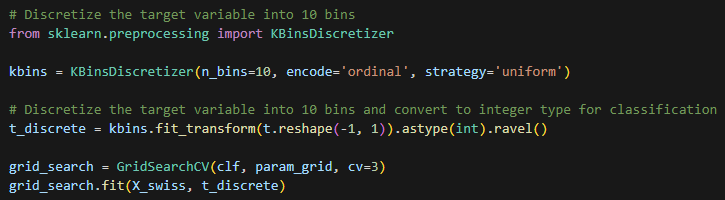 # Discretize the target variable into 10 bins
from sklearn.preprocessing import KBinsDiscretizer
kbins = KBinsDiscretizer(n_bins=10, encode='ordinal', strategy='uniform')
# Discretize the target variable into 10 bins and convert to integer type for classification
t_discrete = kbins.fit_transform(t.reshape(-1, 1)).astype(int).ravel()
grid_search = GridSearchCV(clf, param_grid, cv=3)
grid_search.fit(X_swiss, t_discrete)